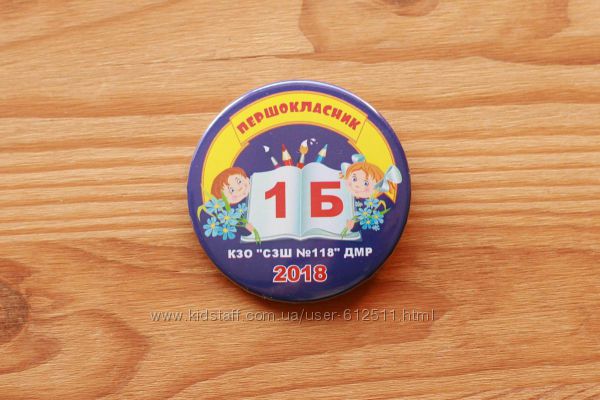 ПЕРШОКЛАСНИК
1 Б
КЗО "СЗШ №118" ДМР
2018
www.kidstaff.com.ua/user-612511.html